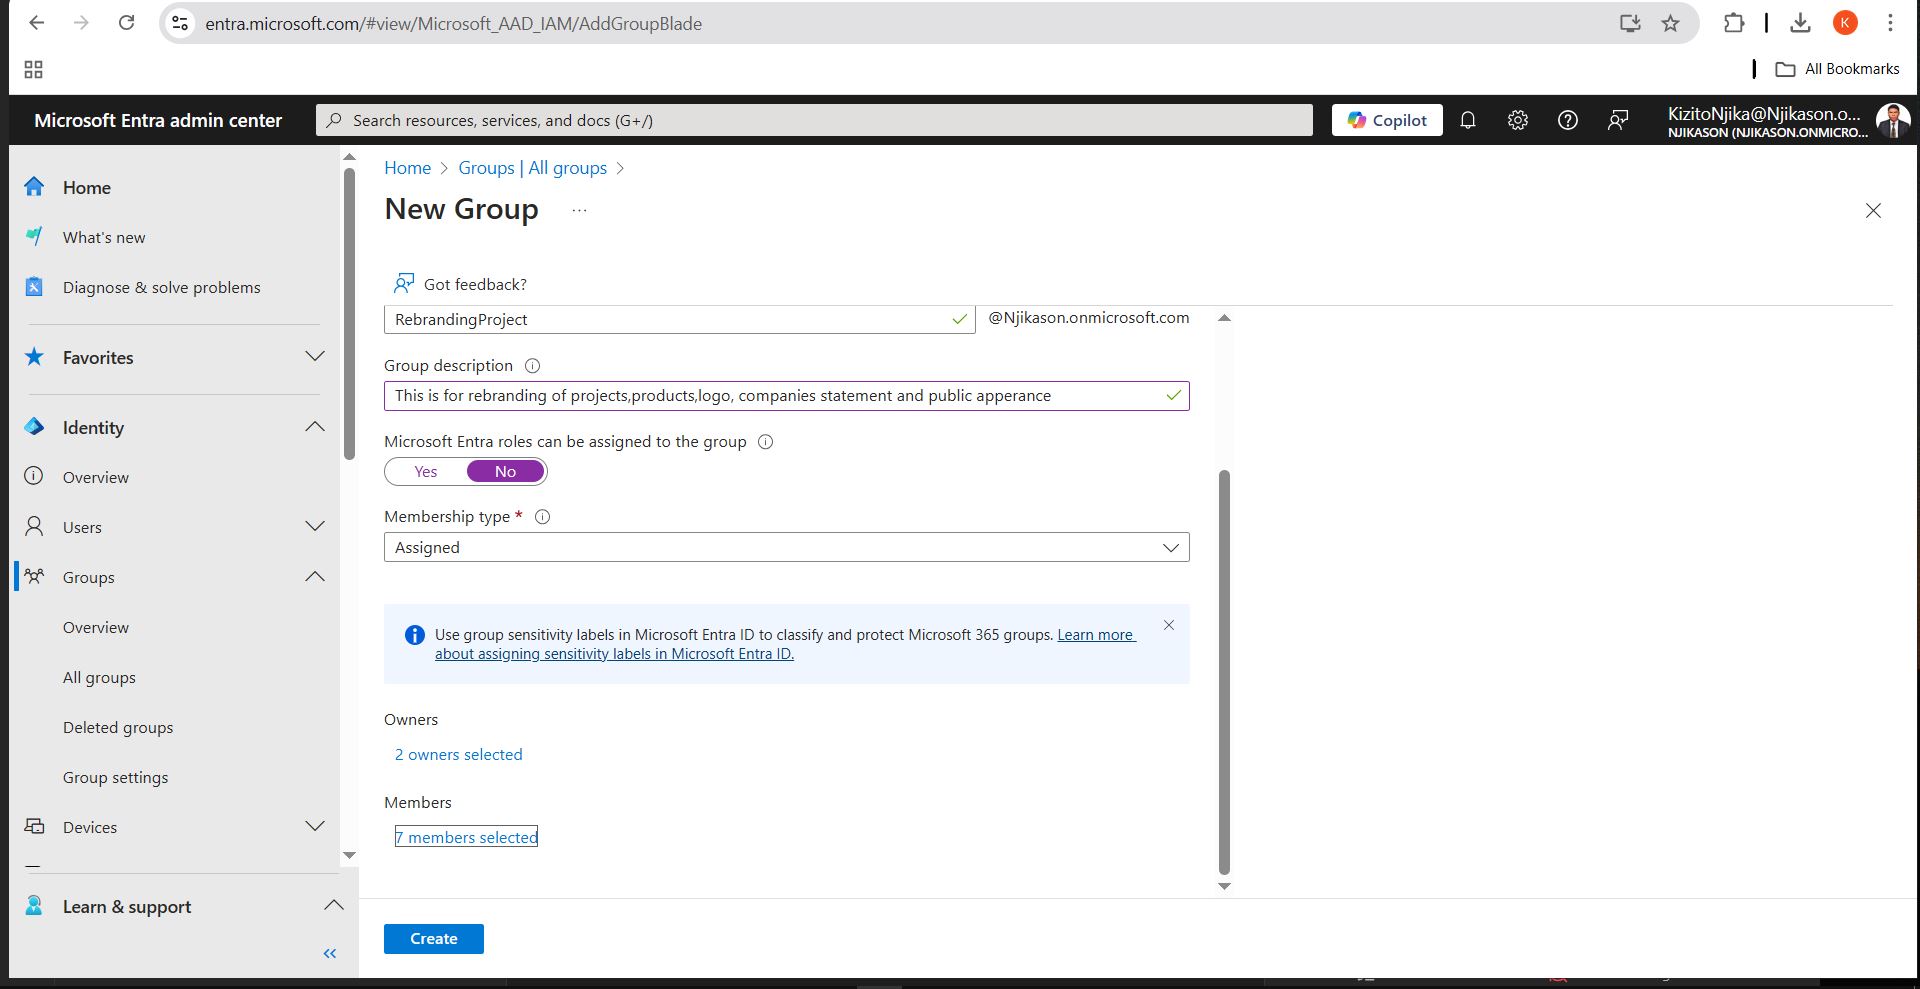 entra.microsoft.com/#view/Microsoft_AAD_IAM/AddGroupBlade
K
All Bookmarks
Microsoft Entra admin center
Search resources, services, and docs (G+/)
Copilot
KizitoNjika@Njikason.o...
NJIKASON (NJIKASON.ONMICRO...
Home
What's new
Diagnose & solve problems
Favorites
Identity
Overview
Users
Groups
Overview
All groups
Deleted groups
Group settings
Devices
Learn & support
Home > Groups | All groups >
New Group ...
Got feedback?
RebrandingProject
@Njikason.onmicrosoft.com
Group description
This is for rebranding of projects,products,logo, companies statement and public apperance
Microsoft Entra roles can be assigned to the group
Yes No
Membership type *
Assigned
Use group sensitivity labels in Microsoft Entra ID to classify and protect Microsoft 365 groups. Learn more
about assigning sensitivity labels in Microsoft Entra ID.
Owners
2 owners selected
Members
7 members selected
Create